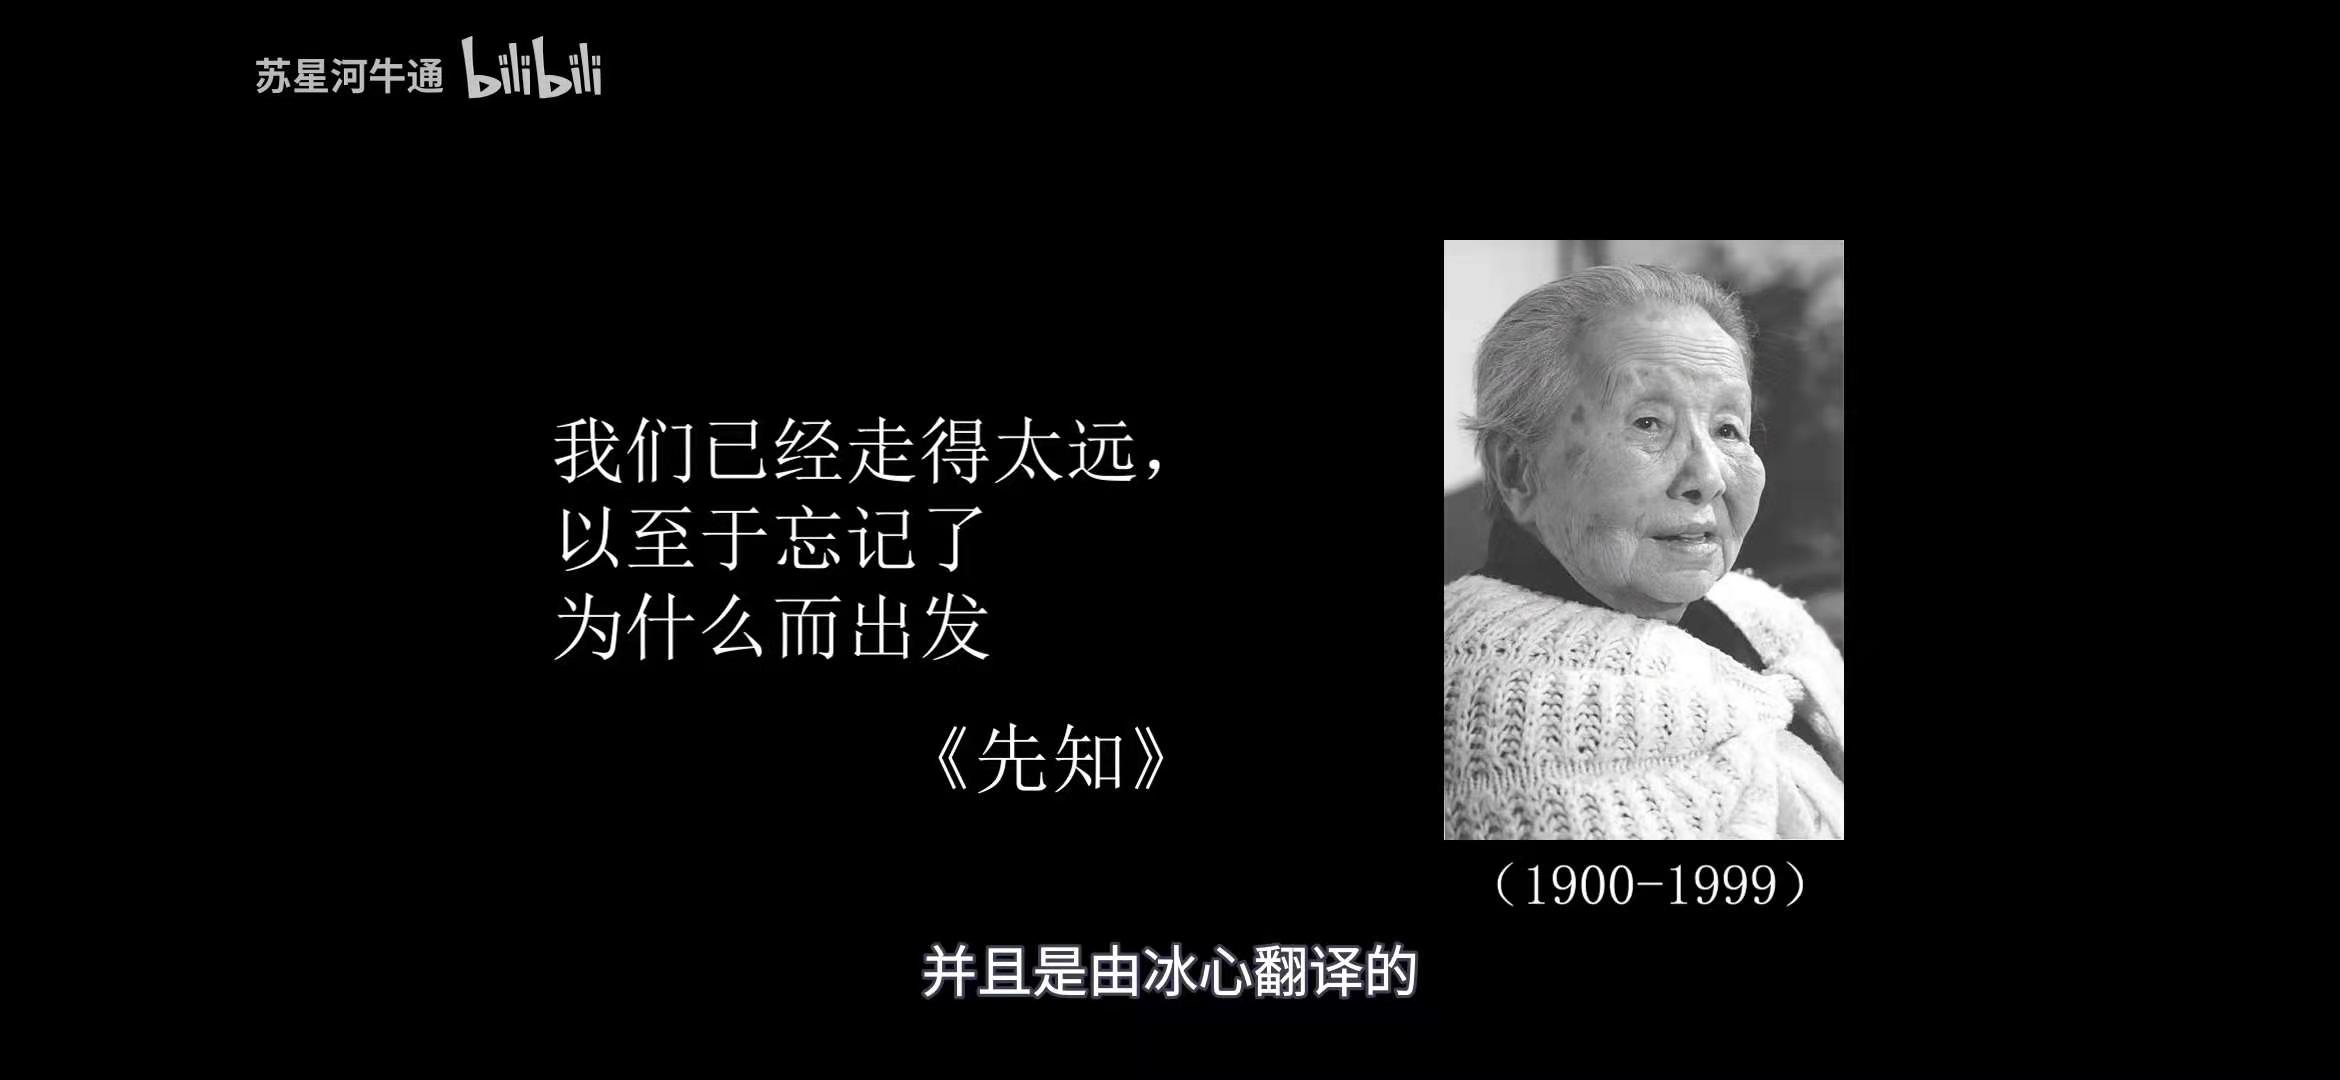 苏星河牛通 bilibili
我们已经走得太远，
以至于忘记了
为什么而出发
《先知》
（1900-1999）
并且是由冰心翻译的